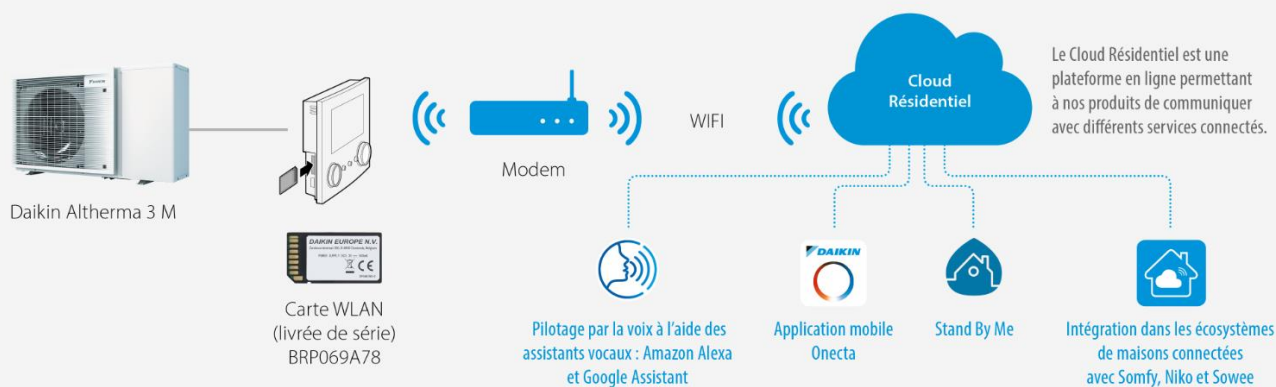 Cloud
Résidentiel
Le Cloud Résidentiel est une
plateforme en ligne permettant
à nos produits de communiquer
avec différents services connectés.
WIFI
Modem
Daikin Altherma 3 M
DAIKIN EUROPE N.V.
Carte WLAN
(livrée de série)
BRP069A78
DAIKIN
Pilotage par la voix à l'aide des
assistants vocaux : Amazon Alexa
et Google Assistant
Application mobile
Onecta
Stand By Me
Intégration dans les écosystèmes
de maisons connectées
avec Somfy, Niko et Sowee